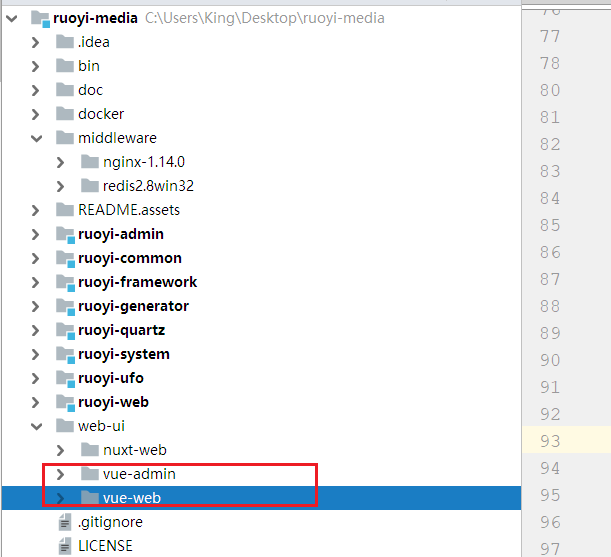 ruoyi-media C:\Users\King\Desktop\ruoyi-media
.idea
bin
doc
docker
middleware
nginx-1.14.0
redis2.8win32
README.assets
ruoyi-admin
ruoyi-common
ruoyi-framework
ruoyi-generator
ruoyi-quartz
ruoyi-system
ruoyi-ufo
ruoyi-web
web-ui
nuxt-web
vue-admin
vue-web
.gitignore
LICENSE
76
77
78
80
81
82
83
84
85
86
87
88
89
90
91
92
93
94
95
96
97